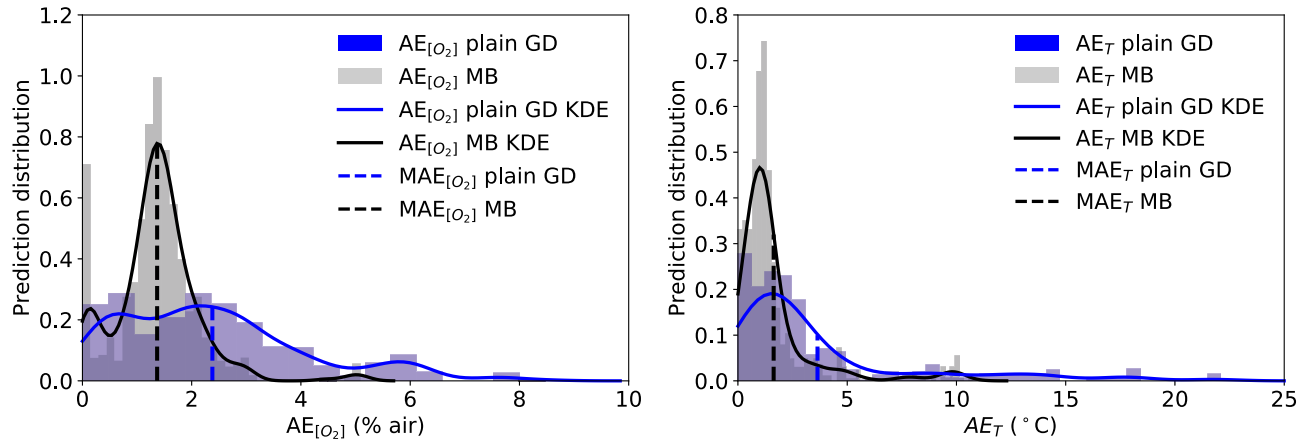 1.2
1.0
0.8
0.6
0.4
0.2
0.0
Prediction distribution
AE[O2] plain GD
AE[O2] MB
AE[O2] plain GD KDE
AE[O2] MB KDE
MAE[O2] plain GD
MAE[O2] MB
0 2 4 6 8 10
AE[O2] (% air)
0.8
0.7
0.6
0.5
0.4
0.3
0.2
0.1
0.0
Prediction distribution
AET plain GD
AET MB
AET plain GD KDE
AET MB KDE
MAET plain GD
MAET MB
0 5 10 15 20 25
AET (°C)